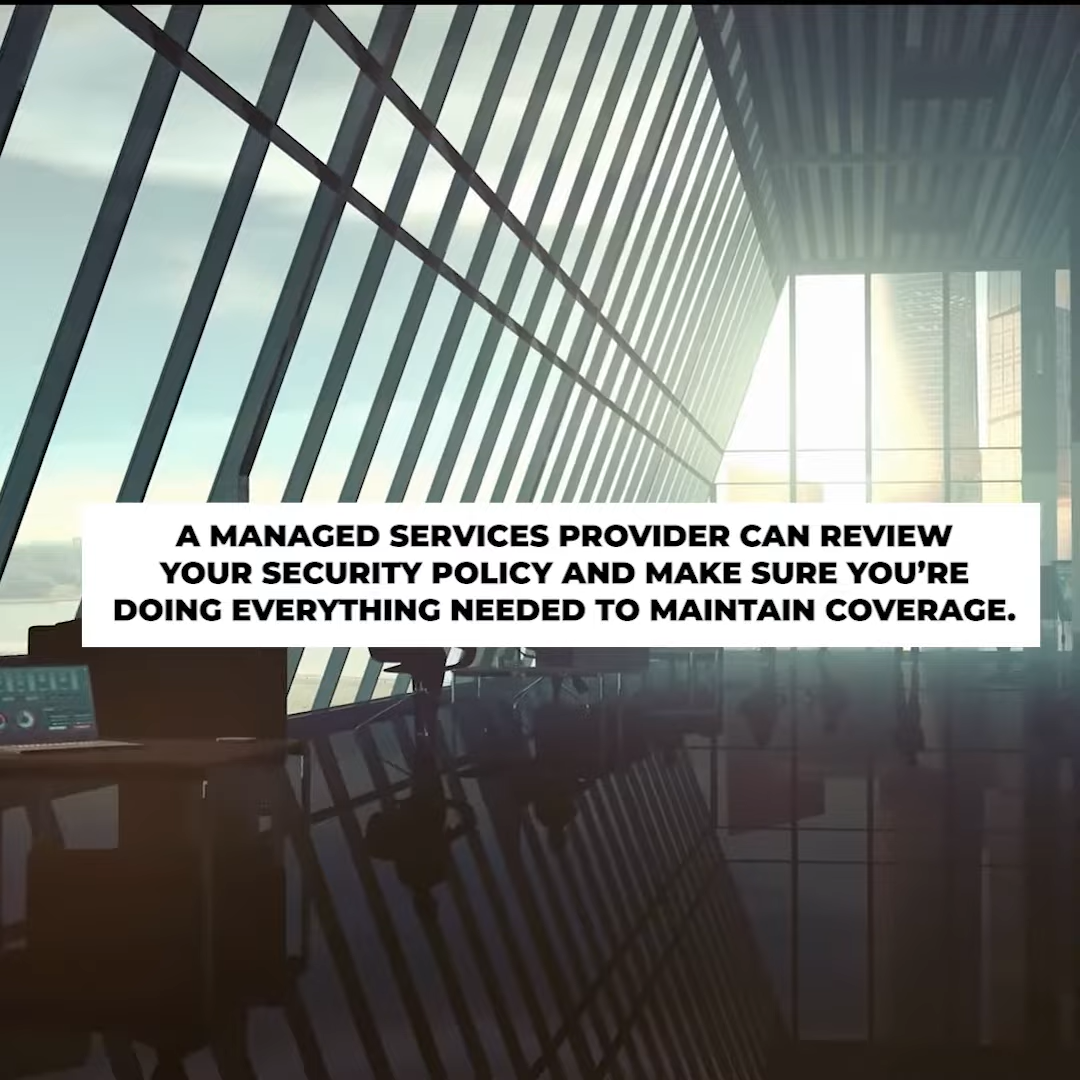 A MANAGED SERVICES PROVIDER CAN REVIEW
YOUR SECURITY POLICY AND MAKE SURE YOU’RE
DOING EVERYTHING NEEDED TO MAINTAIN COVERAGE.